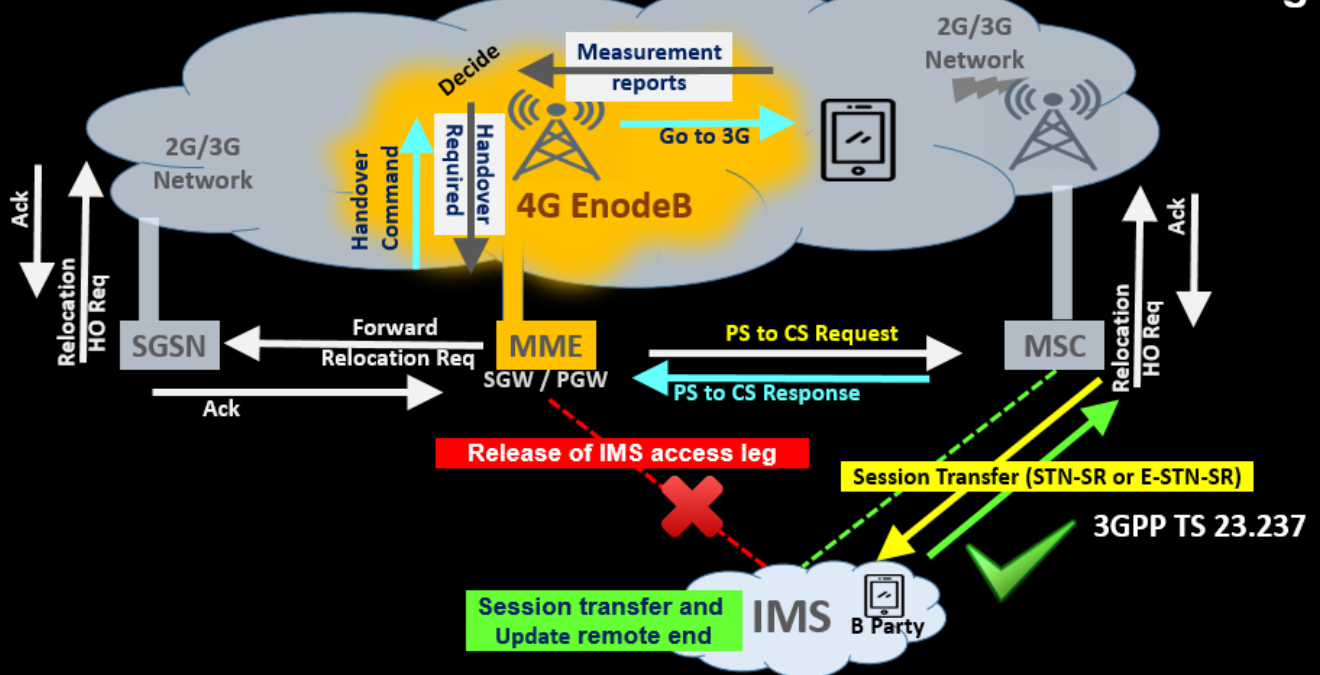 g
2G/3G
Network
Measurement
reports
Decide
Go to 3G
Handover
Required
Handover
Command
4G EnodeB
2G/3G
Network
Ack
Relocation
HO Req
Ack
Relocation
HO Req
SGSN
Forward
Relocation Req
Ack
MME
SGW / PGW
PS to CS Request
PS to CS Response
MSC
Release of IMS access leg
Session Transfer (STN-SR or E-STN-SR)
3GPP TS 23.237
Session transfer and
Update remote end
IMS
B Party